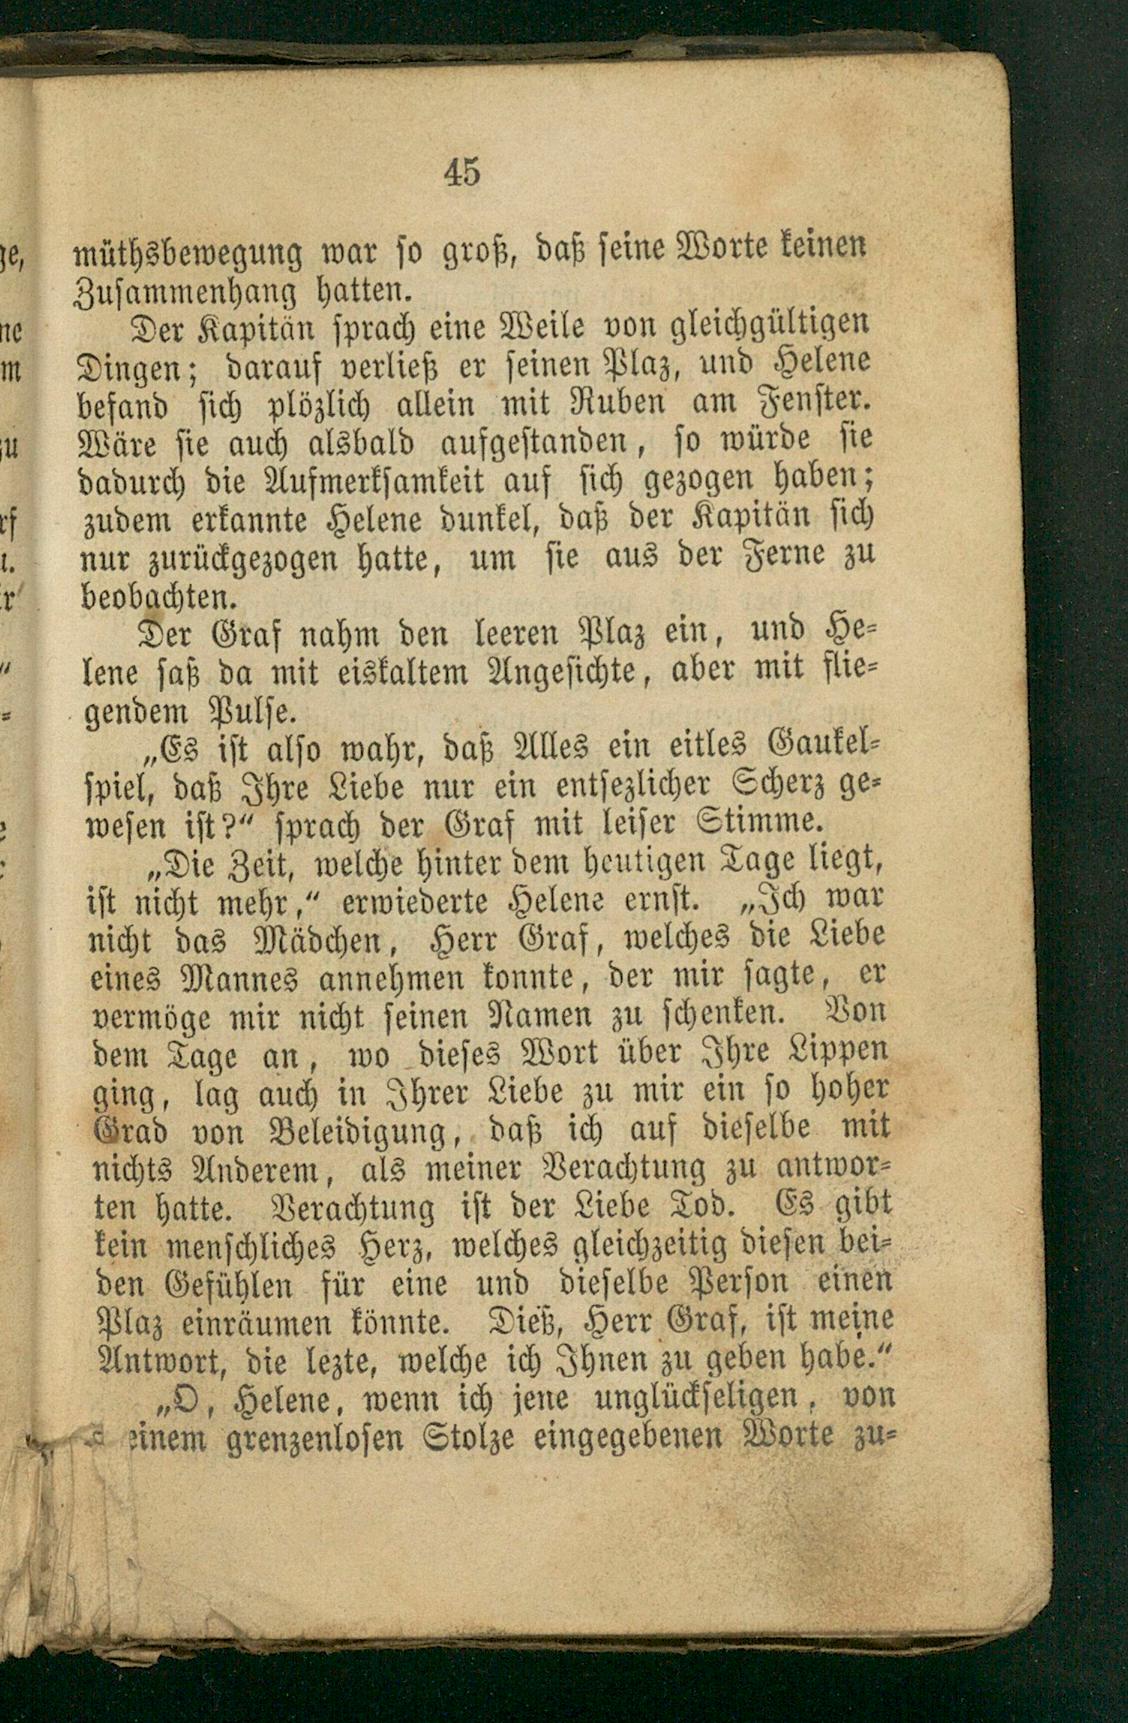 45
müthsbewegung war so groß, daß seine Worte keinen
Zusammenhang hatten.
Der Kapitän sprach eine Weile von gleichgültigen
Dingen; darauf verließ er seinen Plaz, und Helene
befand sich plözlich allein mit Ruben am Fenster.
Wäre sie auch alsbald aufgestanden, so würde sie
dadurch die Aufmerksamkeit auf sich gezogen haben;
zudem erkannte Helene dunkel, daß der Kapitän sich
nur zurückgezogen hatte, um sie aus der Ferne zu
beobachten.
Der Graf nahm den leeren Plaz ein, und He-
lene saß da mit eiskaltem Angesichte, aber mit flie-
gendem Pulse.
„Es ist also wahr, daß Alles ein eitles Gaukel-
spiel, daß Ihre Liebe nur ein entsezlicher Scherz ge-
wesen ist?“ sprach der Graf mit leiser Stimme.
„Die Zeit, welche hinter dem heutigen Tage liegt,
ist nicht mehr,“ erwiederte Helene ernst. „Ich war
nicht das Mädchen, Herr Graf, welches die Liebe
eines Mannes annehmen konnte, der mir sagte, er
vermöge mir nicht seinen Namen zu schenken. Von
dem Tage an, wo dieses Wort über Ihre Lippen
ging, lag auch in Ihrer Liebe zu mir ein so hoher
Grad von Beleidigung, daß ich auf dieselbe mit
nichts Anderem, als meiner Verachtung zu antwor-
ten hatte. Verachtung ist der Liebe Tod. Es gibt
kein menschliches Herz, welches gleichzeitig diesen bei-
den Gefühlen für eine und dieselbe Person einen
Plaz einräumen könnte. Dieß, Herr Graf, ist meine
Antwort, die lezte, welche ich Ihnen zu geben habe.“
„O, Helene, wenn ich jene unglückseligen, von
einem grenzenlosen Stolze eingegebenen Worte zu-